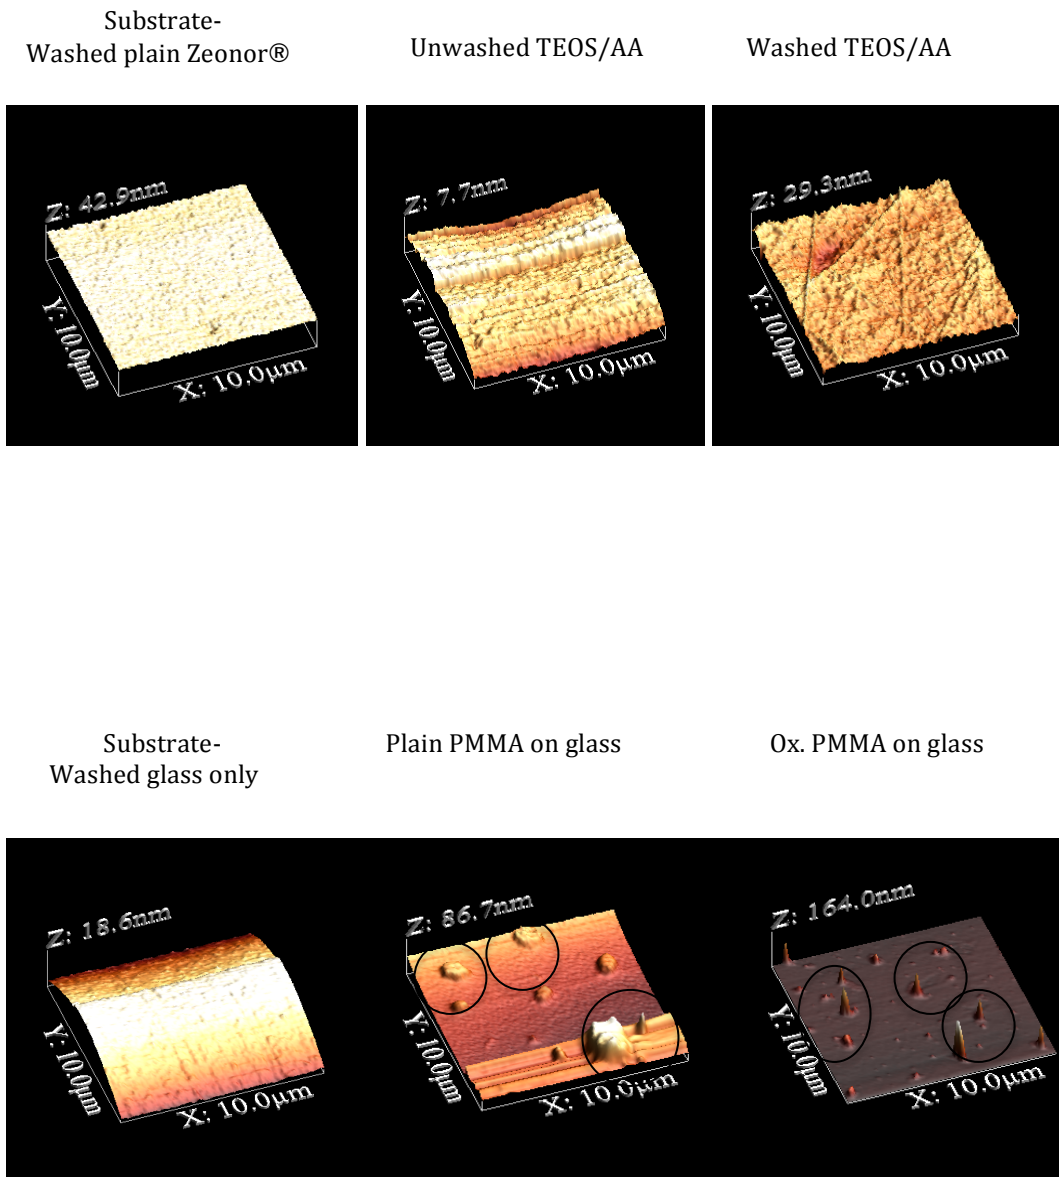 Substrate-
Washed plain Zeonor®
Unwashed TEOS/AA
Washed TEOS/AA
Z: 42.9nm
Y: 10.0µm
X: 10.0µm
Z: 7.7nm
Y: 10.0µm
X: 10.0µm
Z: 29.3nm
Y: 10.0µm
X: 10.0µm
Substrate-
Washed glass only
Plain PMMA on glass
Ox. PMMA on glass
Z: 18.6nm
Y: 10.0µm
X: 10.0µm
Z: 86.7nm
Y: 10.0µm
X: 10.0µm
Z: 164.0nm
Y: 10.0µm
X: 10.0µm